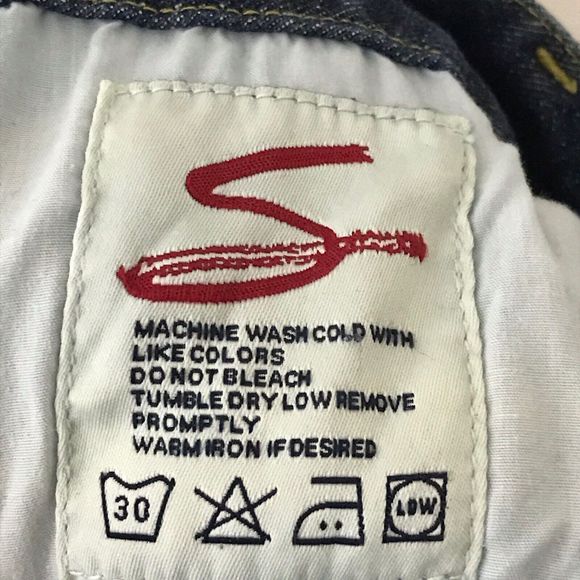 MACHINE WASH COLD WITH
LIKE COLORS
DO NOT BLEACH
TUMBLE DRY LOW REMOVE
PROMPTLY
WARM IRON IF DESIRED
30 LOW